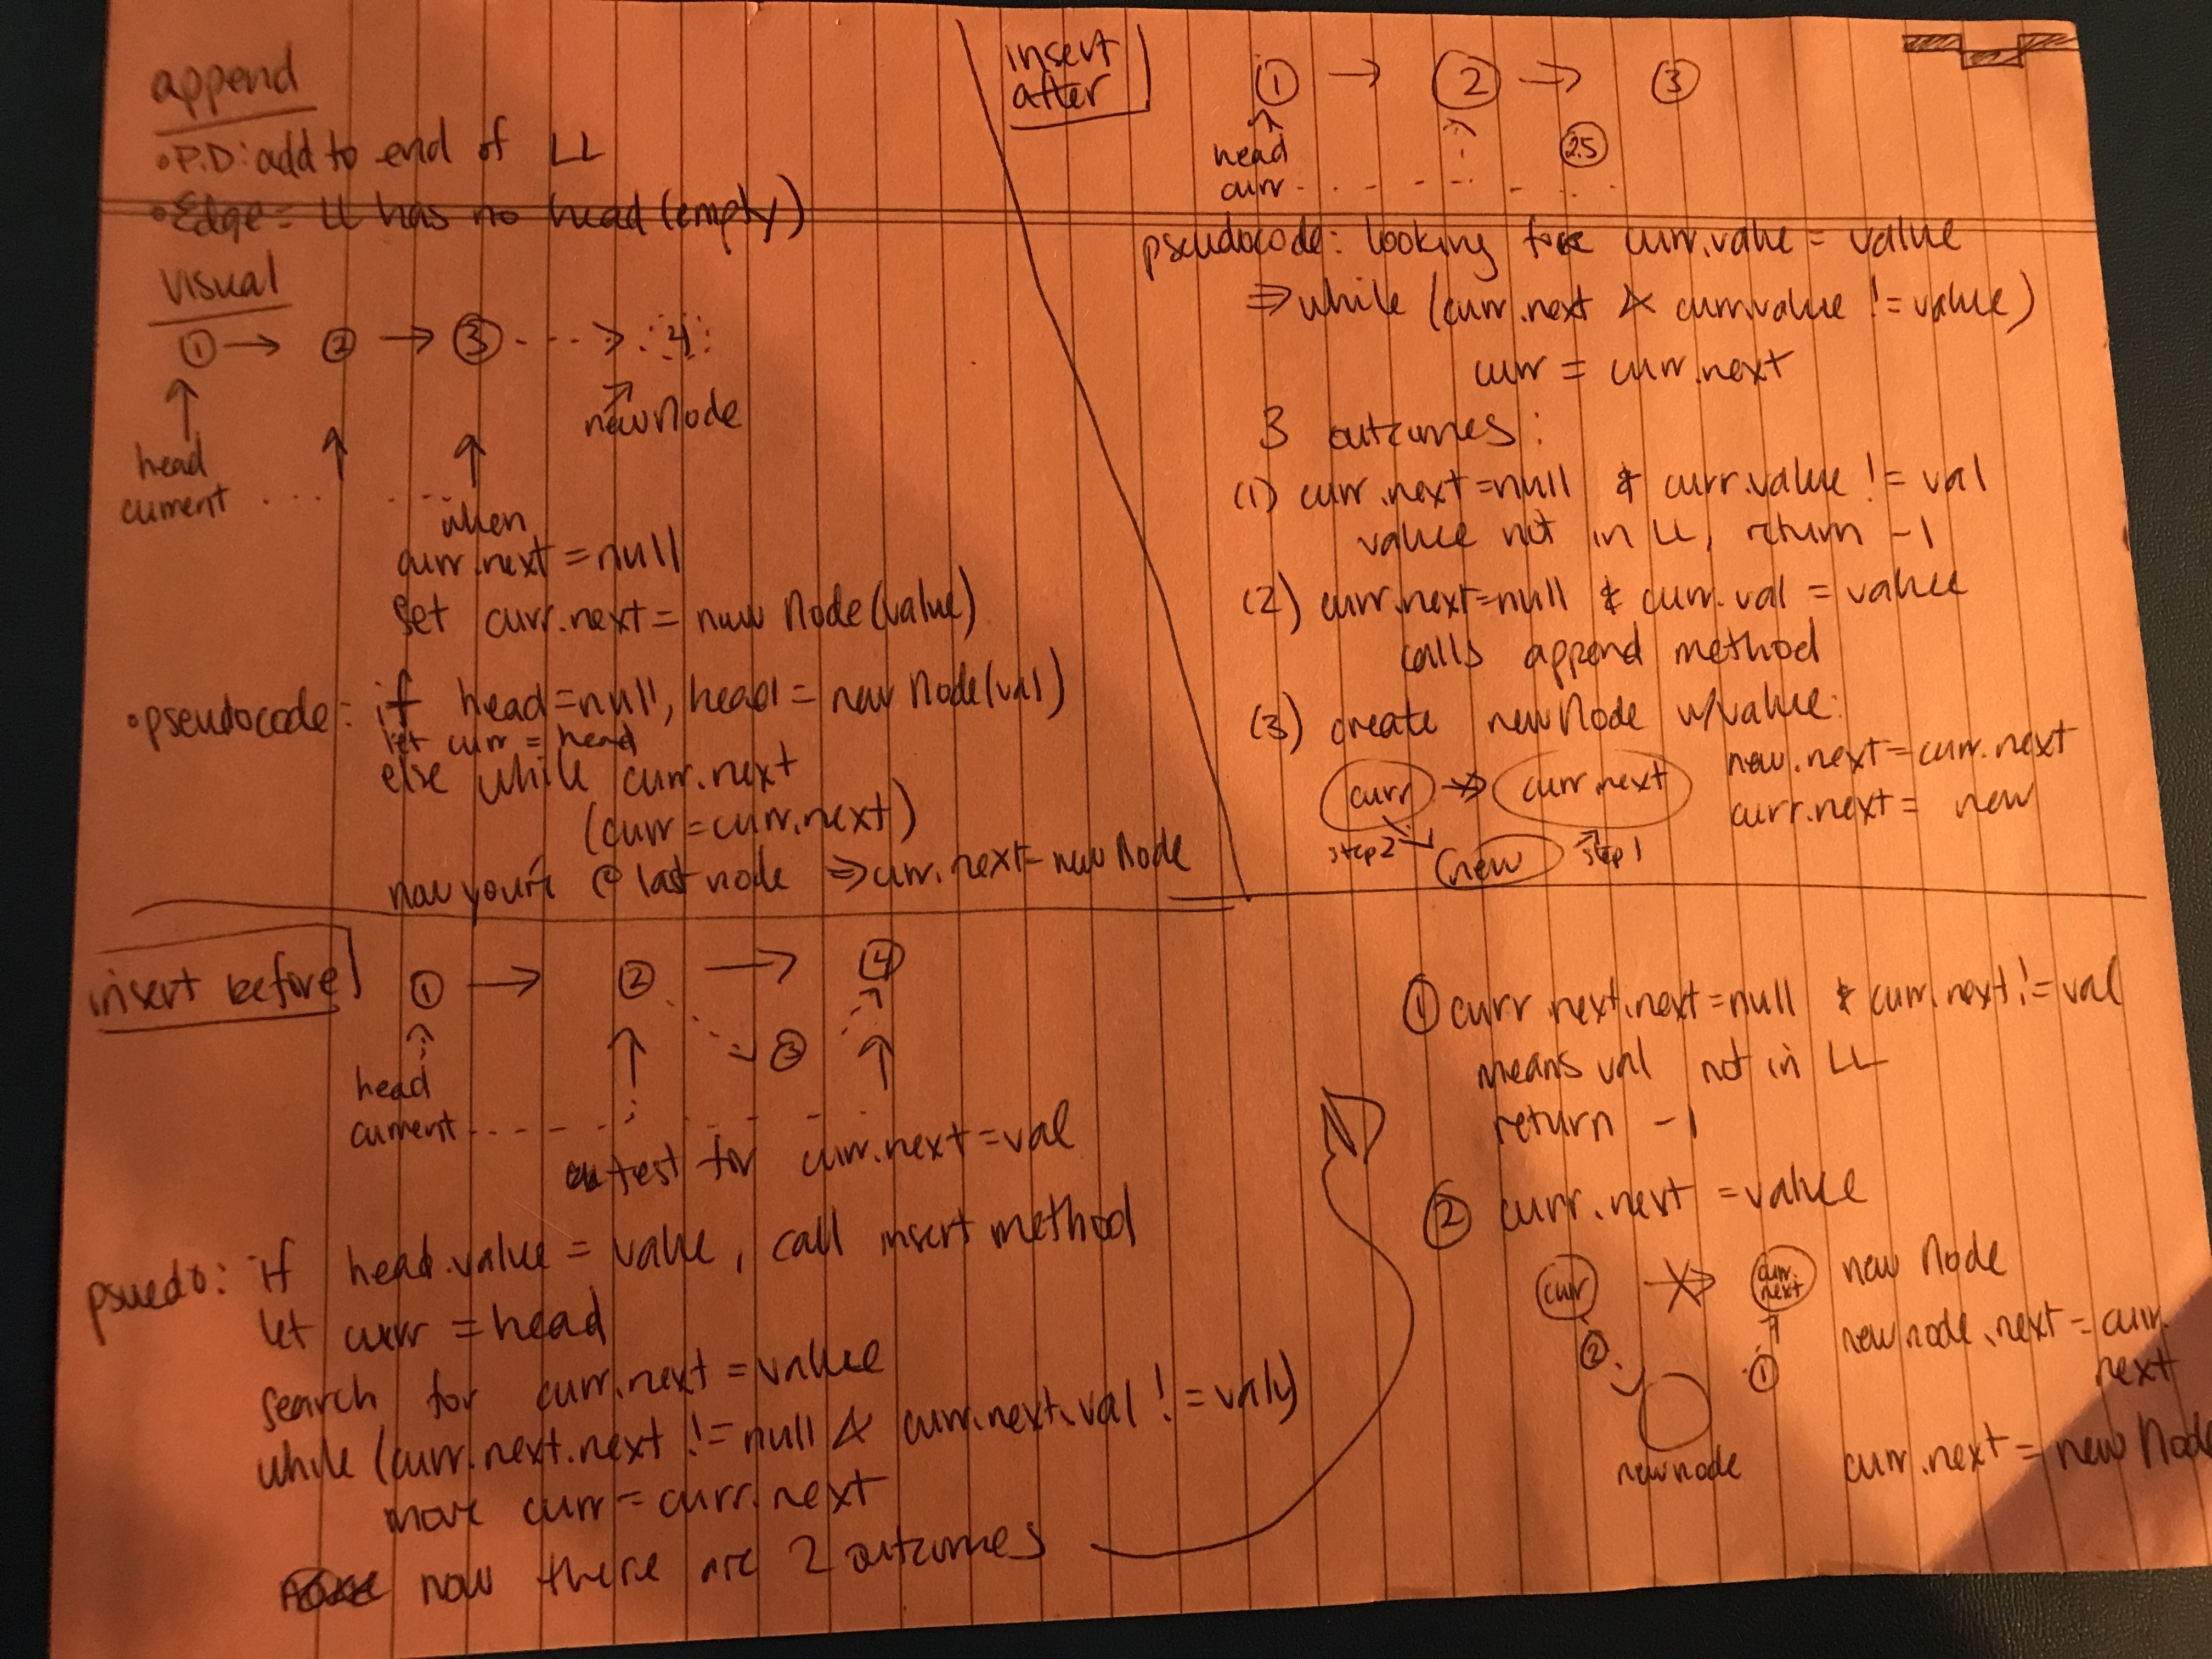 append
• P.D: add to end of LL
• Edge: LL has no head (empty)
Visual
① → ② → ③ ----> 4
head
current
newNode
when
curr.next = null
set curr.next = new Node(value)
• pseudocode: if head=null, head = new Node(val)
let curr = head
else while curr.next
(curr = curr.next)
now you're @ last node => curr.next = new Node
insert before
① → ② → ④
③
head
current
test for curr.next = val
psuedo: if head.value = value, call insert method
let curr = head
search for curr.next = value
while (curr.next.next != null & curr.next.val != val)
move curr = curr.next
now there are 2 outcomes
insert
after
① → ② → ③
2.5
head
curr
pseudocode: looking for curr.value = value
=> while (curr.next & curr.value != value)
curr = curr.next
3 outcomes:
(1) curr.next = null & curr.value != val
value not in LL, return -1
(2) curr.next = null & curr.val = value
calls append method
(3) create newNode w/value:
curr → curr.next
step 2 new step 1
new.next = curr.next
curr.next = new
① curr.next.next = null & curr.next != val
means val not in LL
return -1
② curr.next = value
curr curr.next
② ①
newnode
new Node
newnode.next = curr.
next
curr.next = new Node